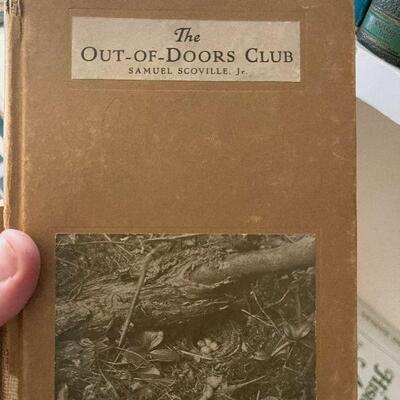 The
OUT-OF-DOORS CLUB
SAMUEL SCOVILLE, Jr.